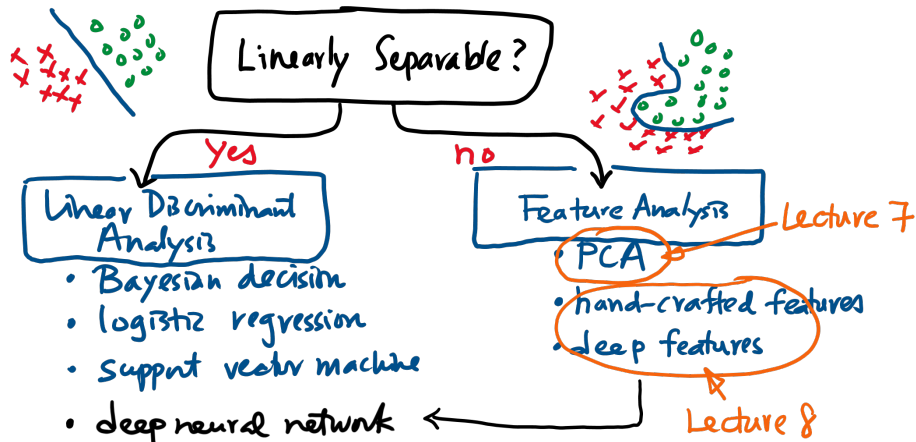 Linearly Separable?
Yes
no
Linear Discriminant
Analysis
• Bayesian decision
• logistic regression
• support vector machine
• deep neural network
Feature Analysis
• PCA
• hand-crafted features
• deep features
Lecture 7
Lecture 8